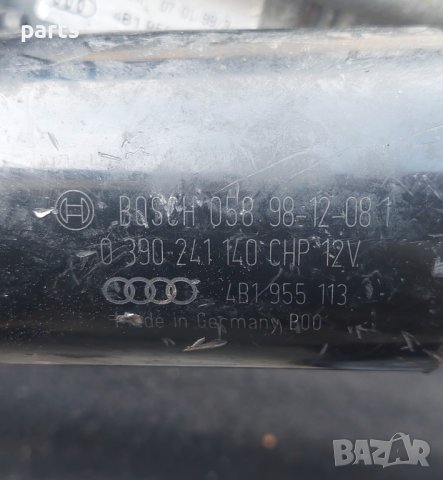 parts
BOSCH 058 98-12-08 1
0 390 241 140 CHP 12V
4B1 955 113
Made in Germany B00
BAZAR